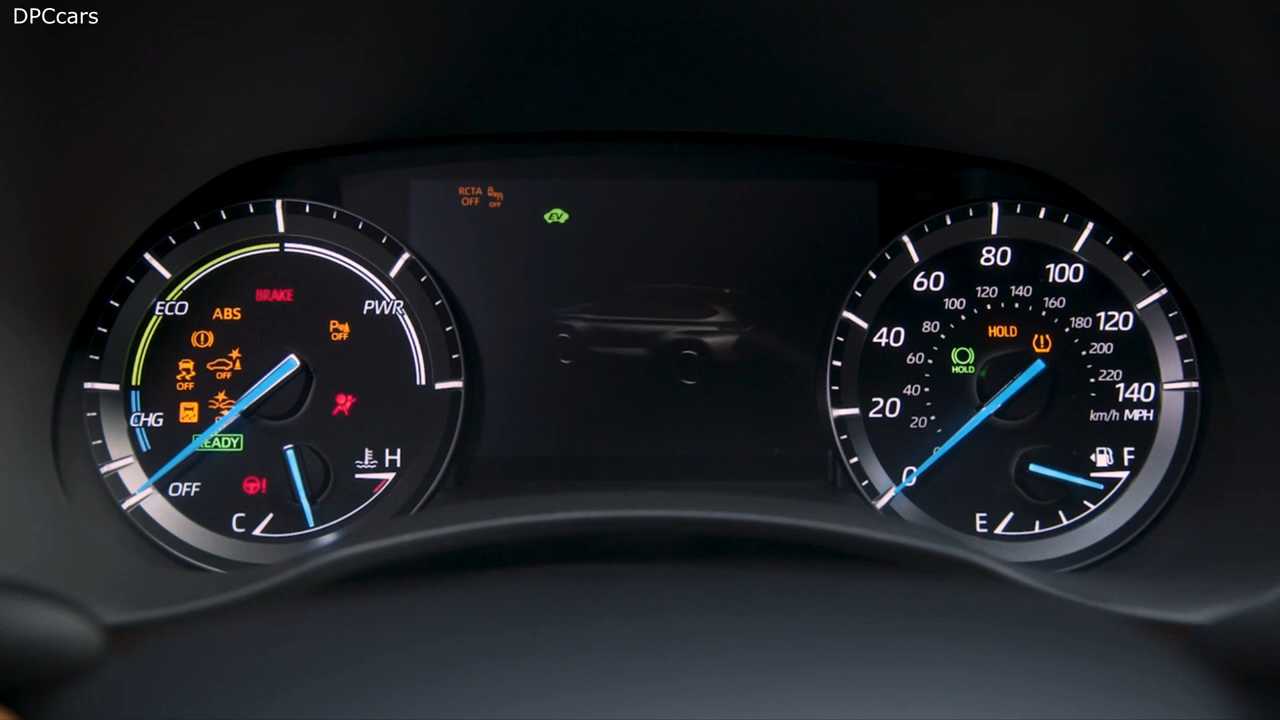 DPCcars
RCTA
OFF
OFF
EV
BRAKE
ECO
PWR
ABS
P
OFF
OFF
OFF
CHG
READY
OFF
C
H
0
20
40
60
80
100
120
140
20
40
60
80
100
120
140
160
180
200
220
km/h MPH
HOLD
HOLD
E
F